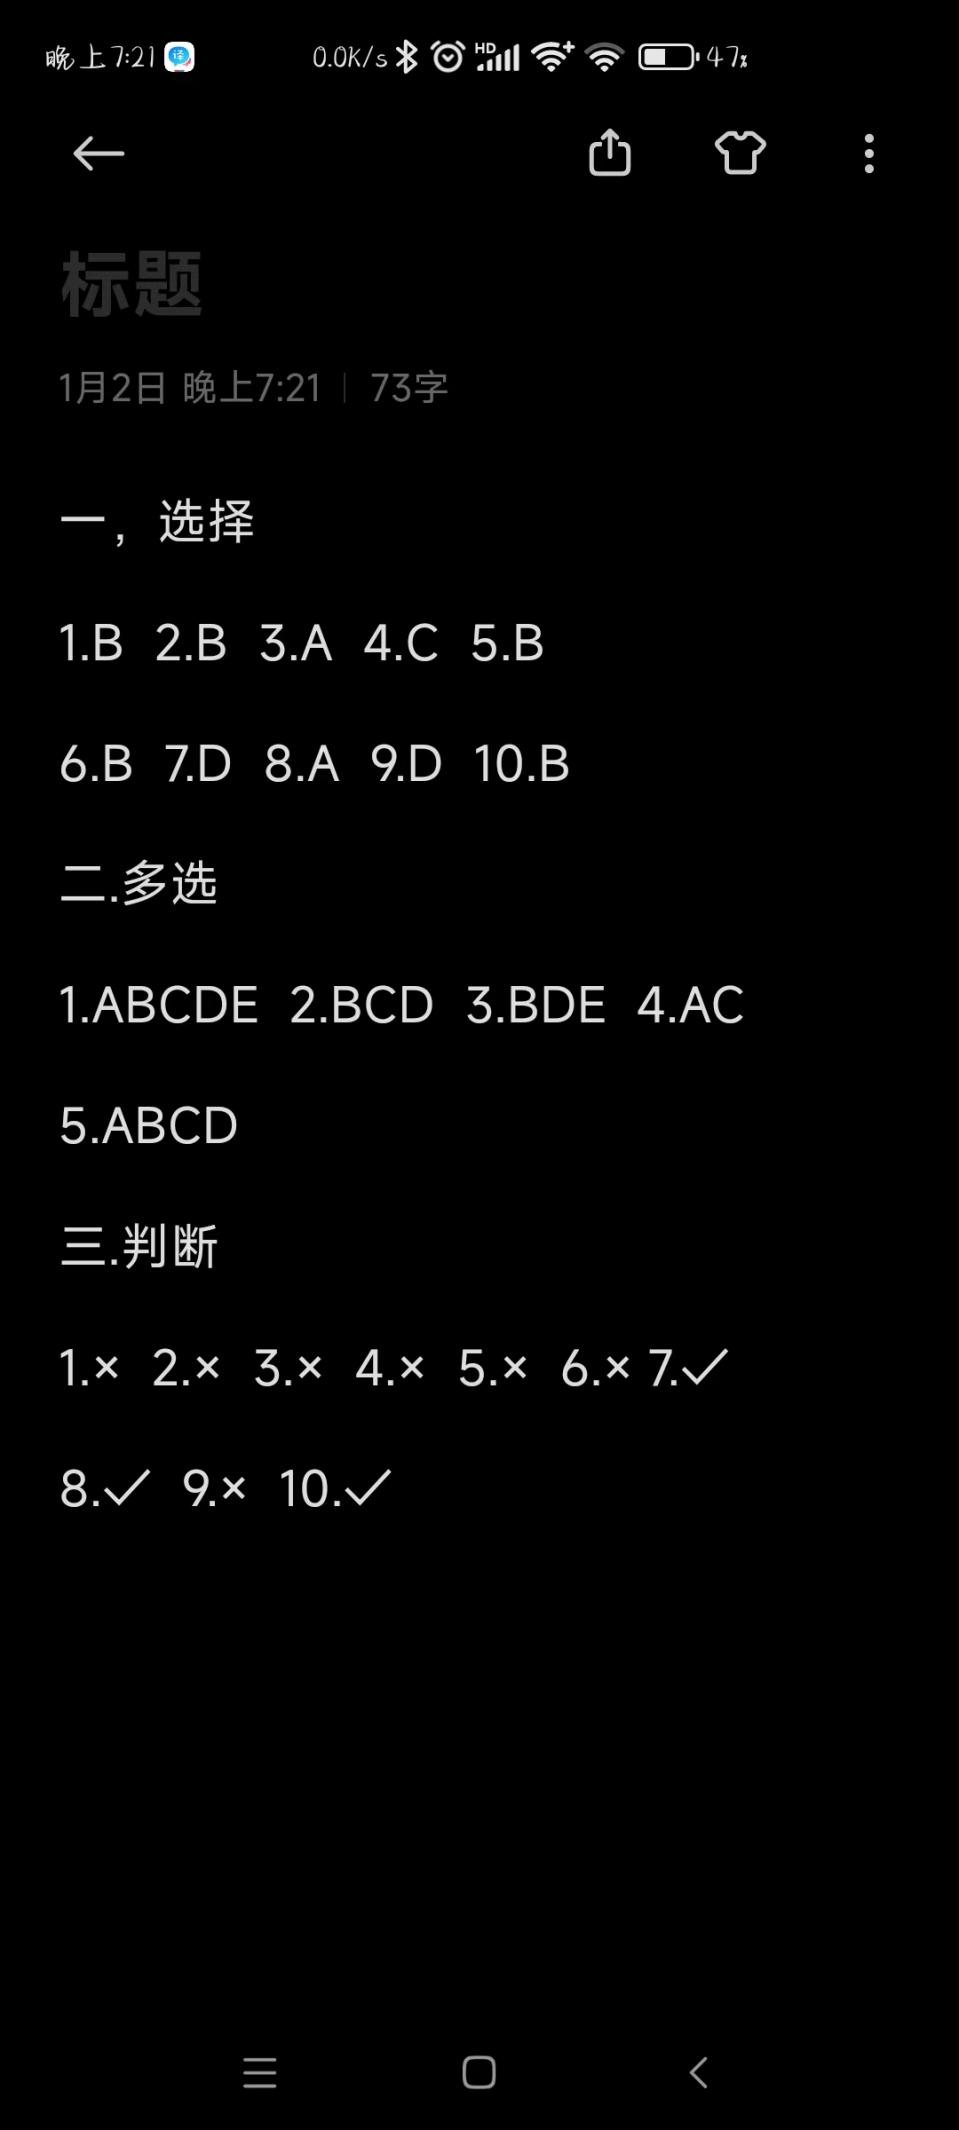 晚上7:21 译 0.0K/s HD 47%
标题
1月2日 晚上7:21 | 73字
一，选择
1.B 2.B 3.A 4.C 5.B
6.B 7.D 8.A 9.D 10.B
二.多选
1.ABCDE 2.BCD 3.BDE 4.AC
5.ABCD
三.判断
1.× 2.× 3.× 4.× 5.× 6.× 7.✓
8.✓ 9.× 10.✓